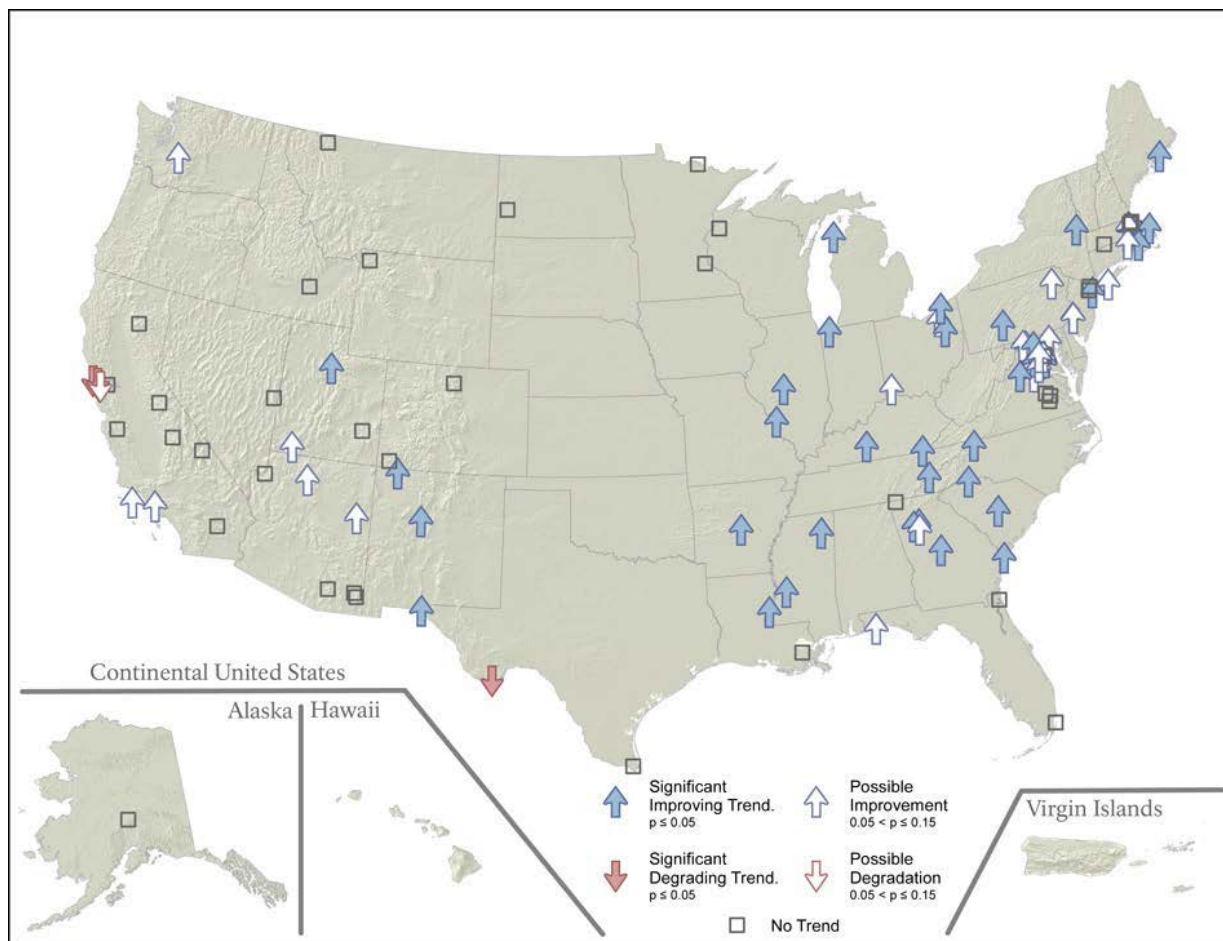 Continental United States
Alaska
Hawaii
Virgin Islands
Significant
Improving Trend.
p ≤ 0.05
Possible
Improvement
0.05 < p ≤ 0.15
Significant
Degrading Trend.
p ≤ 0.05
Possible
Degradation
0.05 < p ≤ 0.15
No Trend